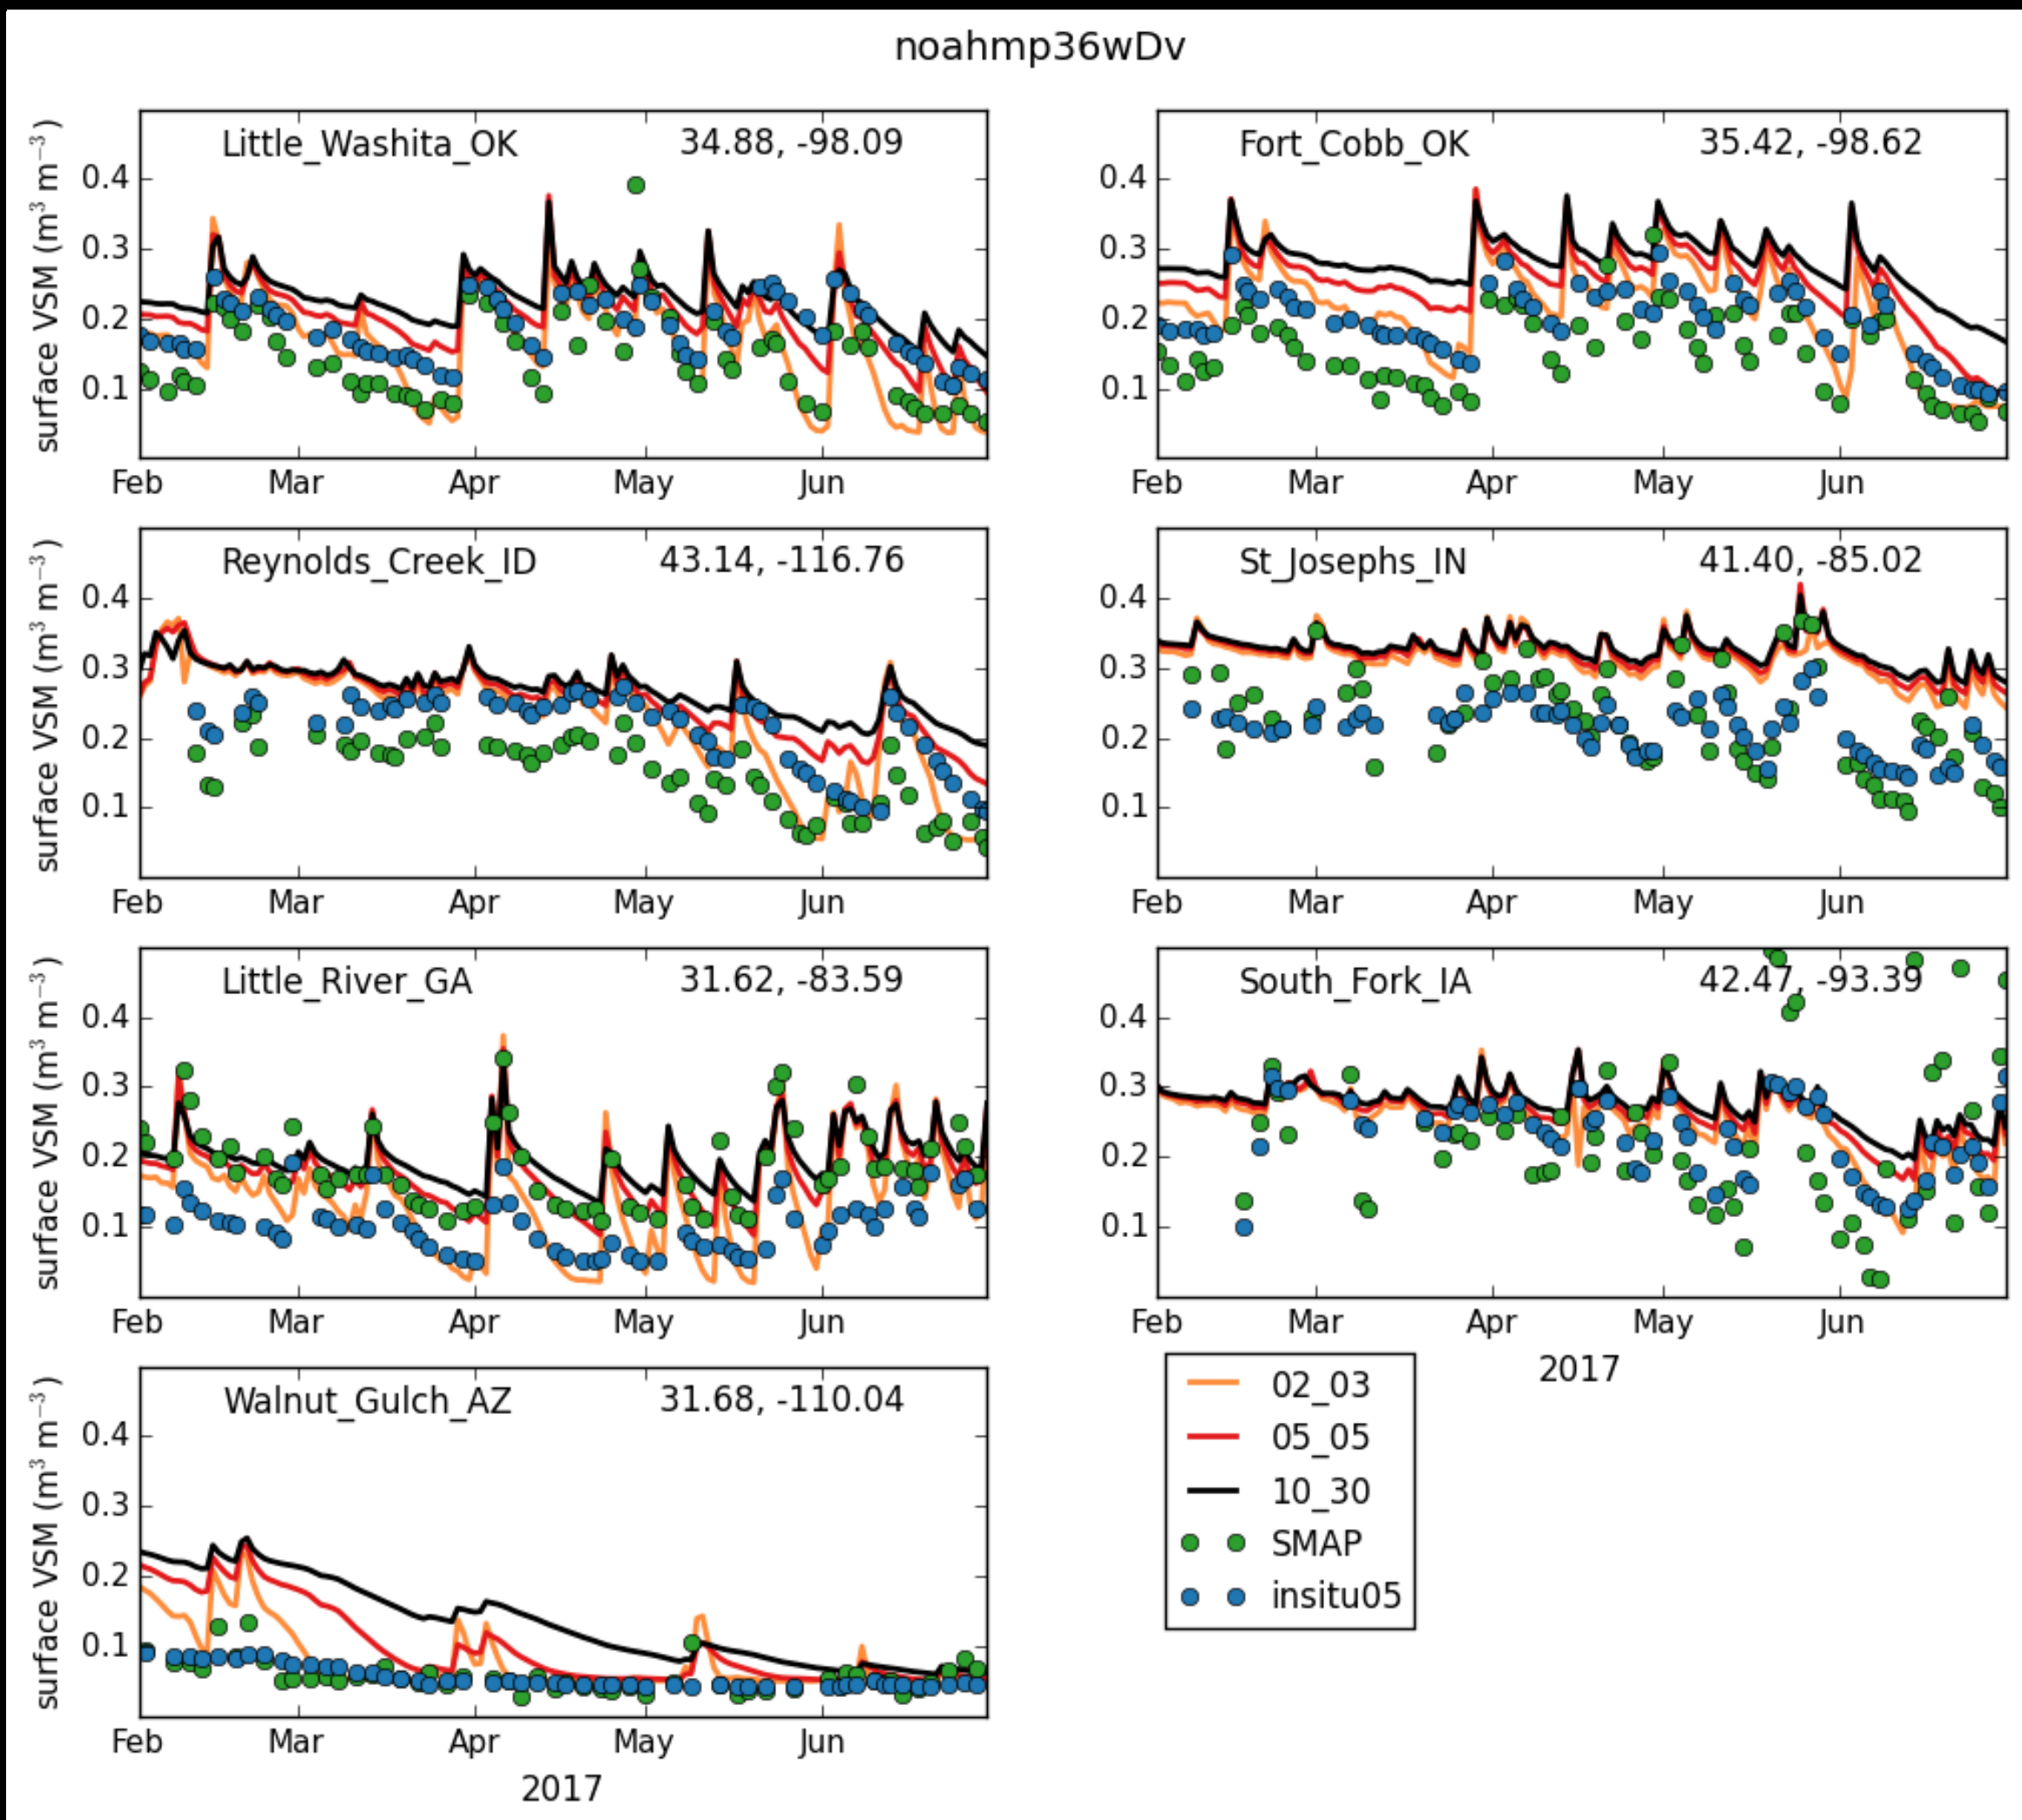 noahmp36wDv
Little_Washita_OK 34.88, -98.09
surface VSM (m³ m⁻³)
0.4
0.3
0.2
0.1
Feb Mar Apr May Jun
Fort_Cobb_OK 35.42, -98.62
0.4
0.3
0.2
0.1
Feb Mar Apr May Jun
Reynolds_Creek_ID 43.14, -116.76
surface VSM (m³ m⁻³)
0.4
0.3
0.2
0.1
Feb Mar Apr May Jun
St_Josephs_IN 41.40, -85.02
0.4
0.3
0.2
0.1
Feb Mar Apr May Jun
Little_River_GA 31.62, -83.59
surface VSM (m³ m⁻³)
0.4
0.3
0.2
0.1
Feb Mar Apr May Jun
South_Fork_IA 42.47, -93.39
0.4
0.3
0.2
0.1
Feb Mar Apr May Jun
2017
Walnut_Gulch_AZ 31.68, -110.04
surface VSM (m³ m⁻³)
0.4
0.3
0.2
0.1
Feb Mar Apr May Jun
2017
02_03
05_05
10_30
SMAP
insitu05